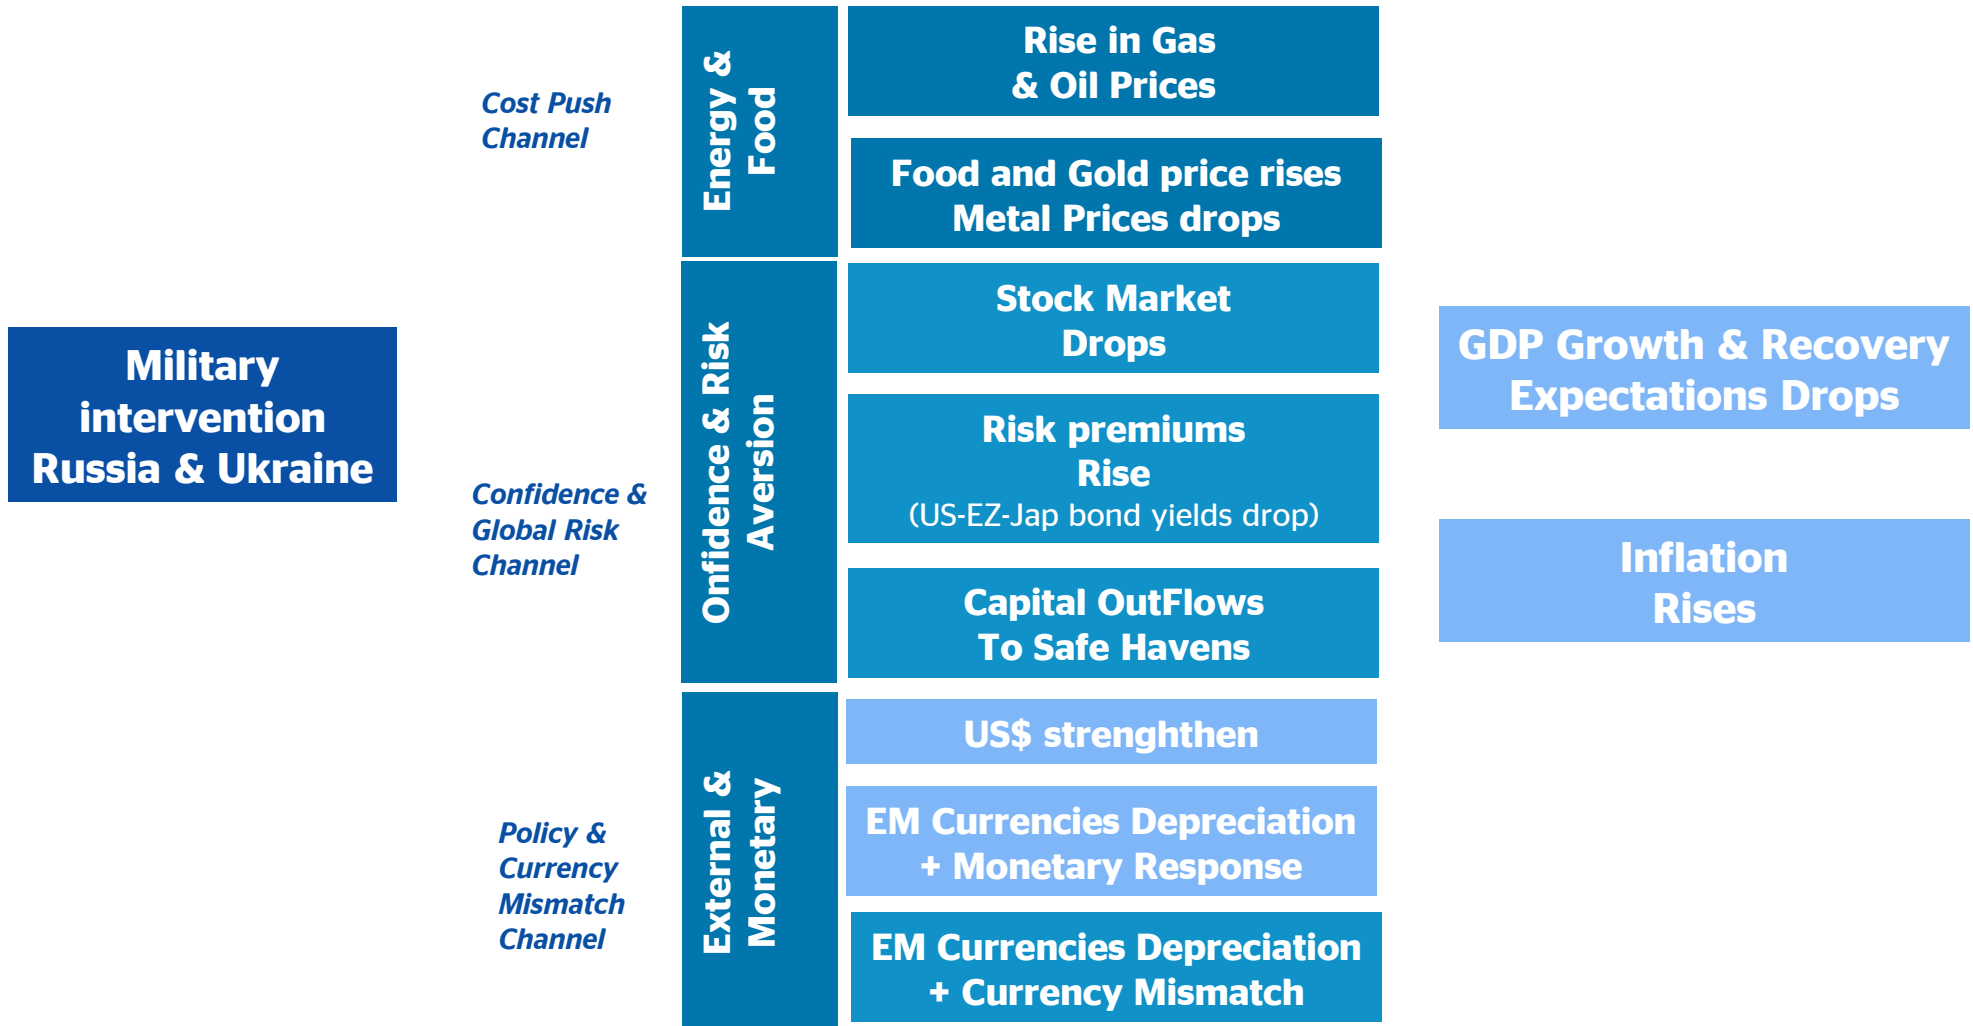 Military
intervention
Russia & Ukraine
Cost Push
Channel
Energy &
Food
Rise in Gas
& Oil Prices
Food and Gold price rises
Metal Prices drops
Confidence &
Global Risk
Channel
Onfidence & Risk
Aversion
Stock Market
Drops
Risk premiums
Rise
(US-EZ-Jap bond yields drop)
Capital OutFlows
To Safe Havens
Policy &
Currency
Mismatch
Channel
External &
Monetary
US$ strenghthen
EM Currencies Depreciation
+ Monetary Response
EM Currencies Depreciation
+ Currency Mismatch
GDP Growth & Recovery
Expectations Drops
Inflation
Rises